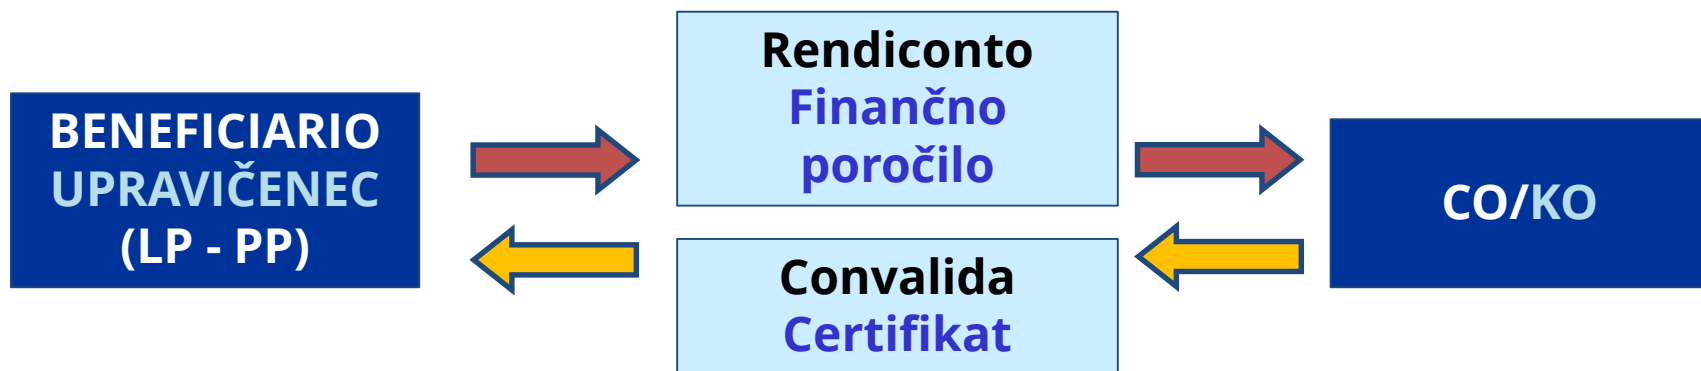 BENEFICIARIO
UPRAVIČENEC
(LP - PP)
Rendiconto
Finančno
poročilo
Convalida
Certifikat
CO/KO